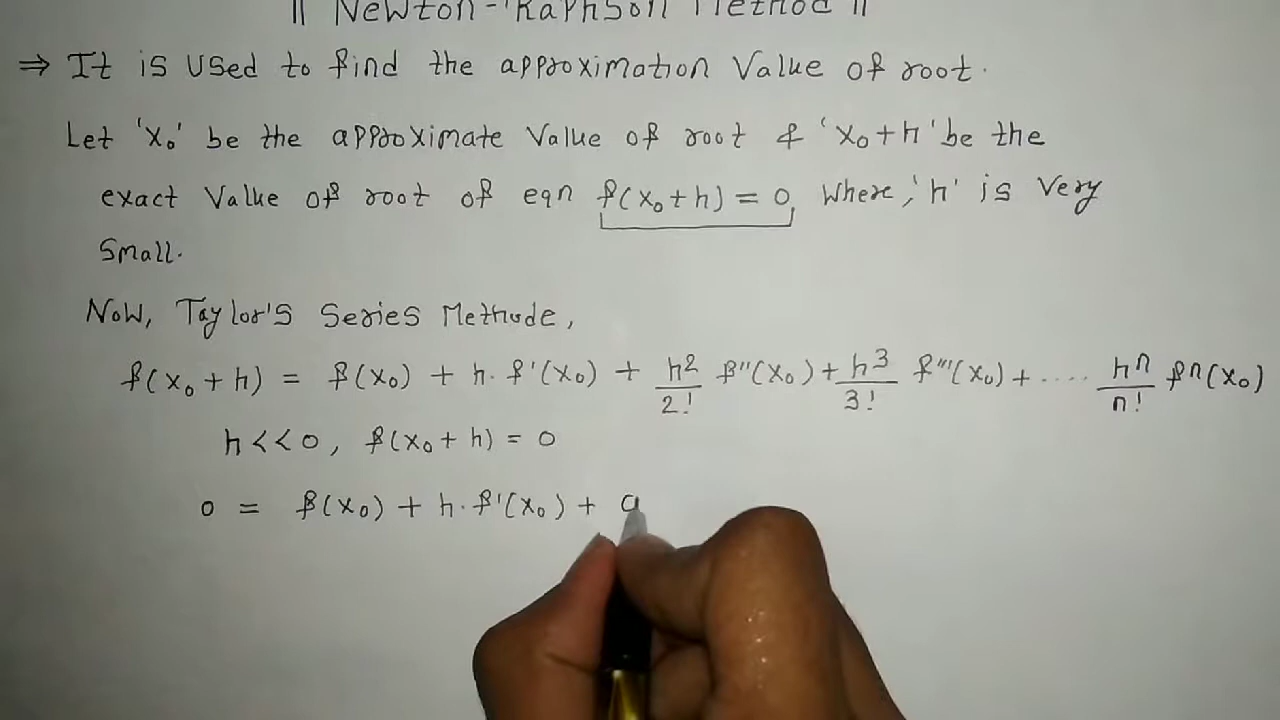 || Newton-Raphson Method ||
⇒ It is used to find the approximation value of root.
Let 'x₀' be the approximate value of root & 'x₀+h' be the
exact value of root of eqn f(x₀+h) = 0, where, 'h' is very
small.
Now, Taylor's Series Methode,
f(x₀+h) = f(x₀) + h. f'(x₀) + h²/2! f''(x₀) + h³/3! f'''(x₀) + .... hⁿ/n! fⁿ(x₀)
h<<0, f(x₀+h) = 0
0 = f(x₀) + h. f'(x₀) +